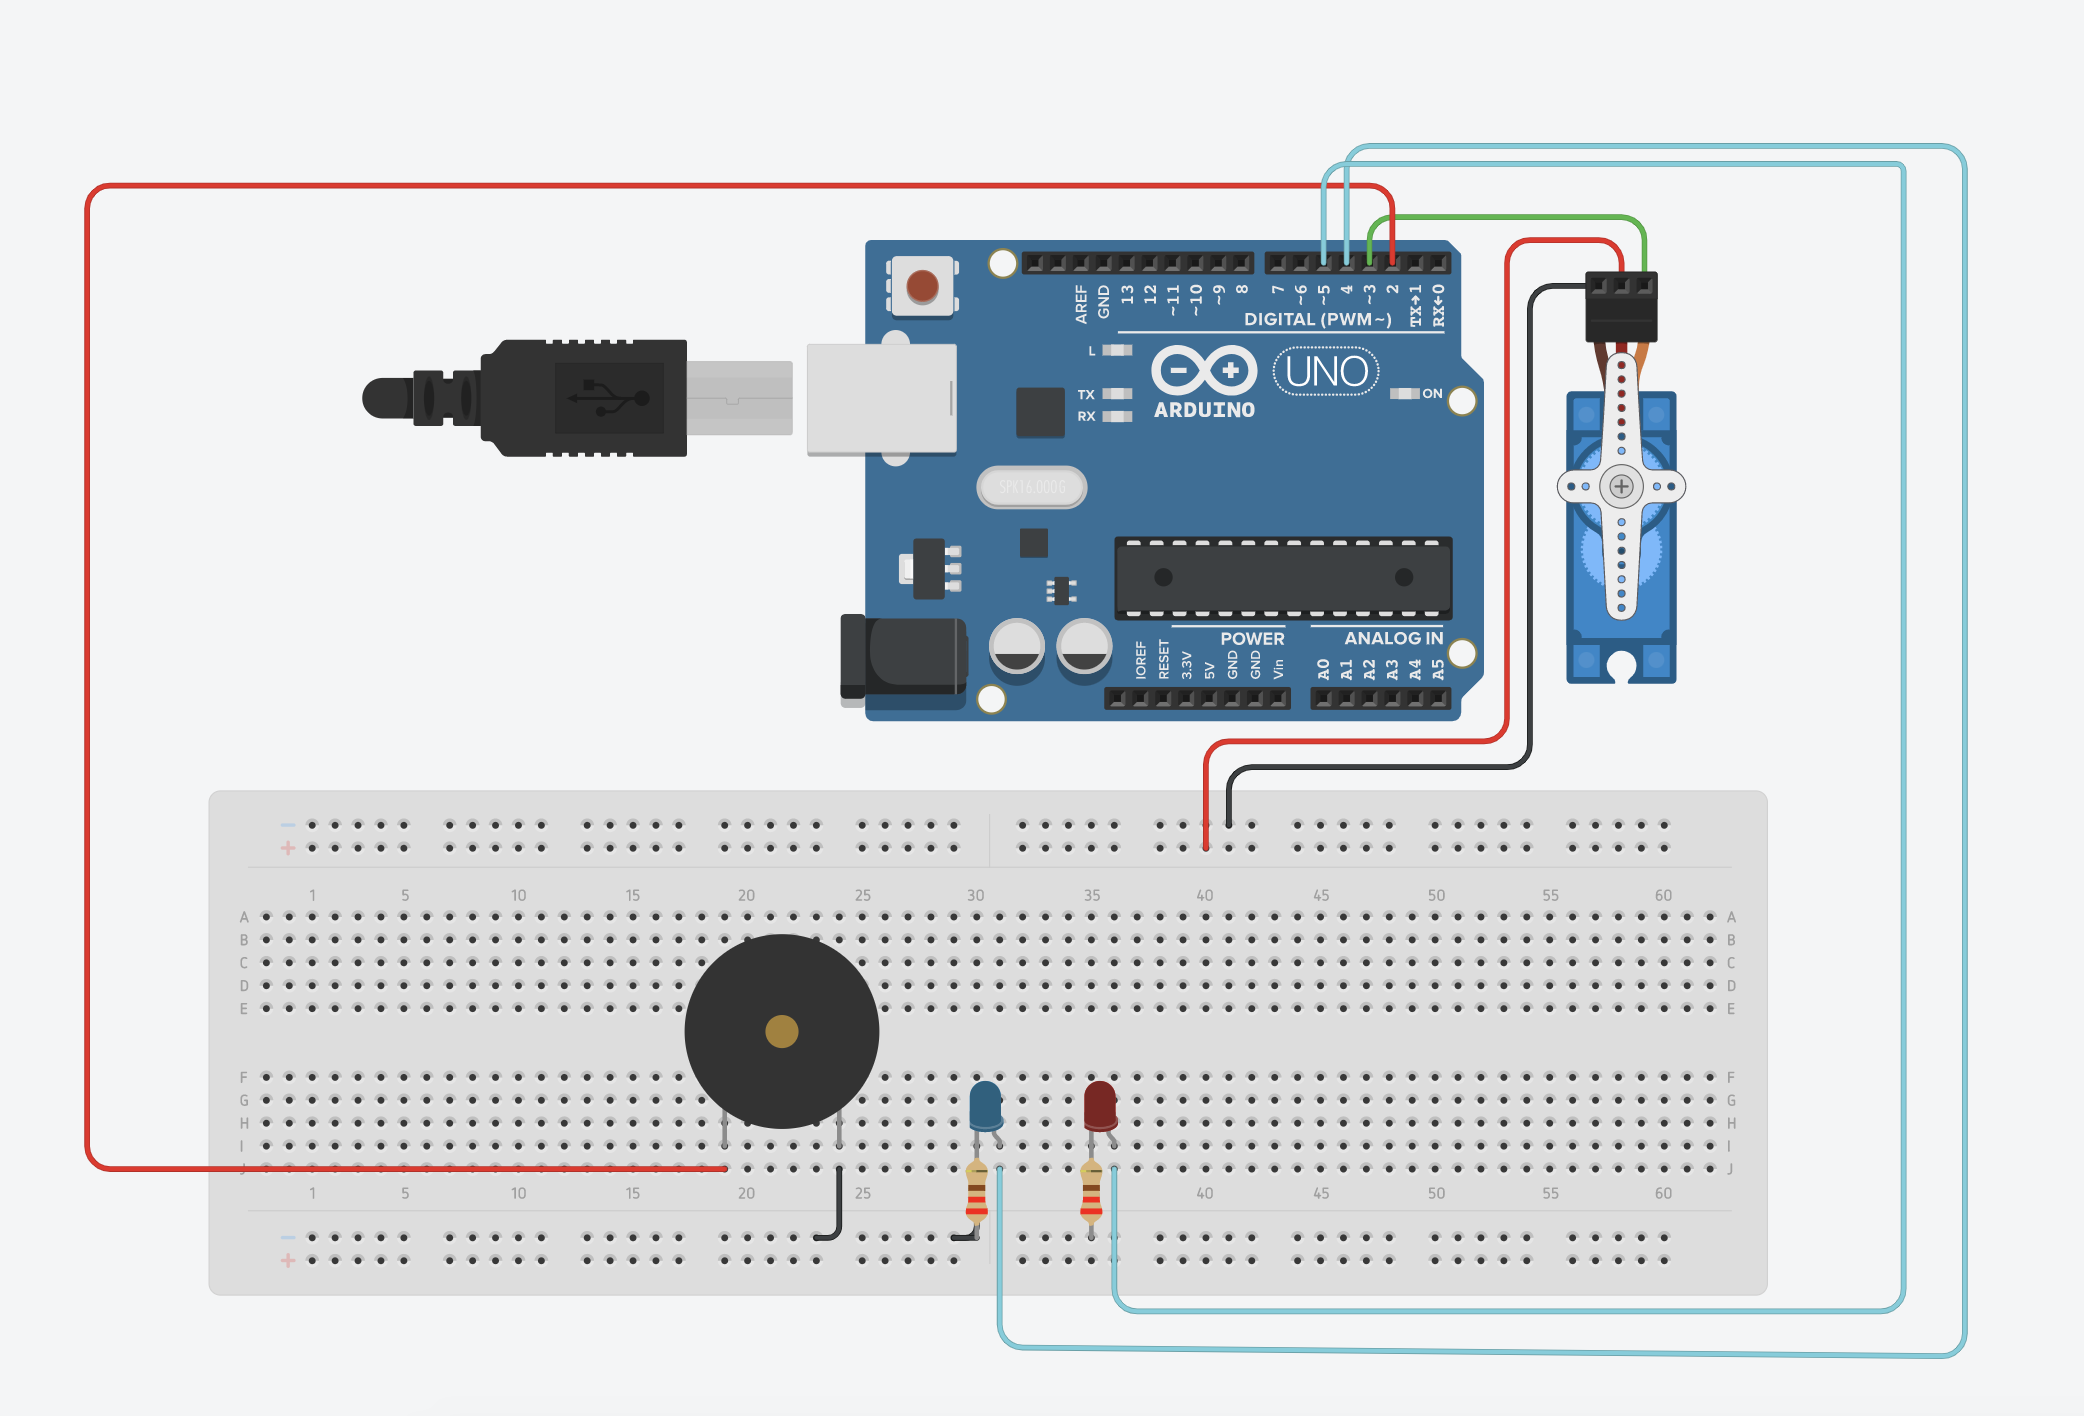 AREF
GND
13
12
~11
~10
~9
8
7
~6
~5
4
~3
2
TX→1
RX←0
DIGITAL (PWM~)
L
TX
RX
ARDUINO
UNO
ON
SPK16.000G
POWER
ANALOG IN
IOREF
RESET
3.3V
5V
GND
GND
Vin
A0
A1
A2
A3
A4
A5
1 5 10 15 20 25 30 35 40 45 50 55 60
A A
B B
C C
D D
E E
F F
G G
H H
I I
J J
1 5 10 15 20 25 40 45 50 55 60